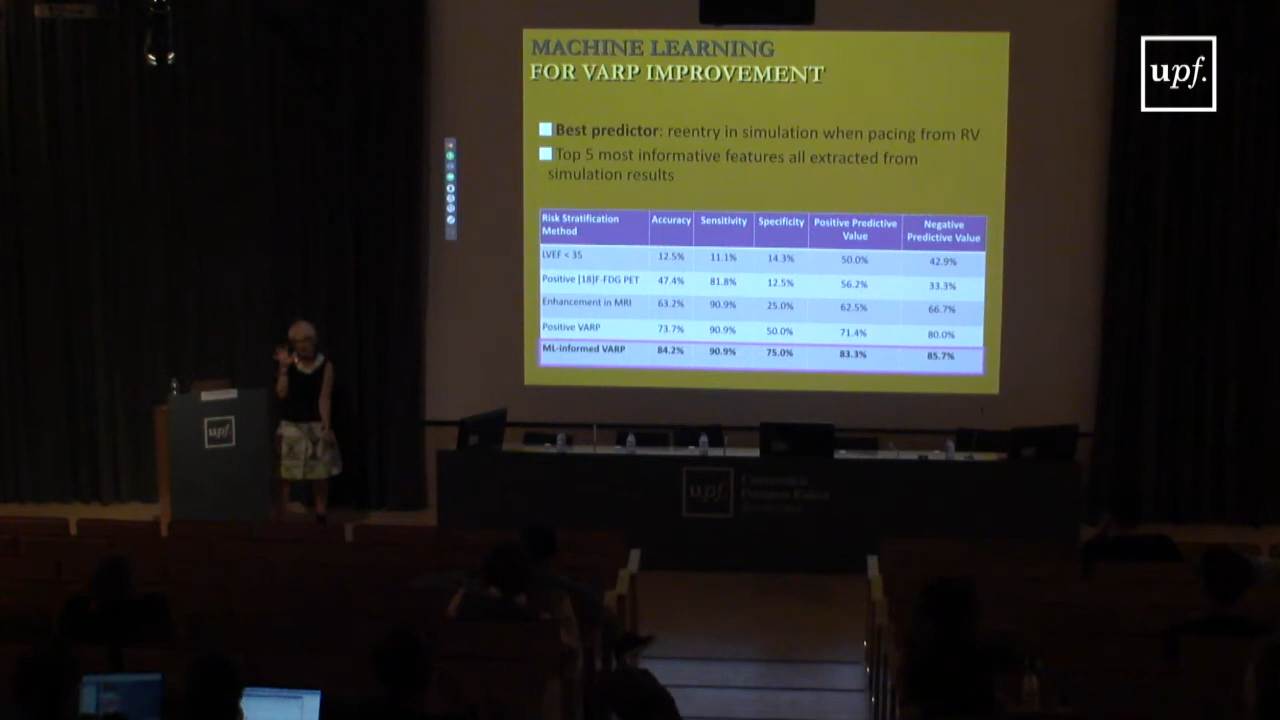 MACHINE LEARNING
FOR VARP IMPROVEMENT
upf.
Best predictor: reentry in simulation when pacing from RV
Top 5 most informative features all extracted from
simulation results
Risk Stratification Method Accuracy Sensitivity Specificity Positive Predictive Value Negative Predictive Value
LVEF < 35 12.5% 11.1% 14.3% 50.0% 42.9%
Positive [18]F-FDG PET 47.4% 81.8% 12.5% 56.2% 33.3%
Enhancement in MRI 63.2% 90.9% 25.0% 62.5% 66.7%
Positive VARP 73.7% 90.9% 50.0% 71.4% 80.0%
ML-informed VARP 84.2% 90.9% 75.0% 83.3% 85.7%
upf.
upf.